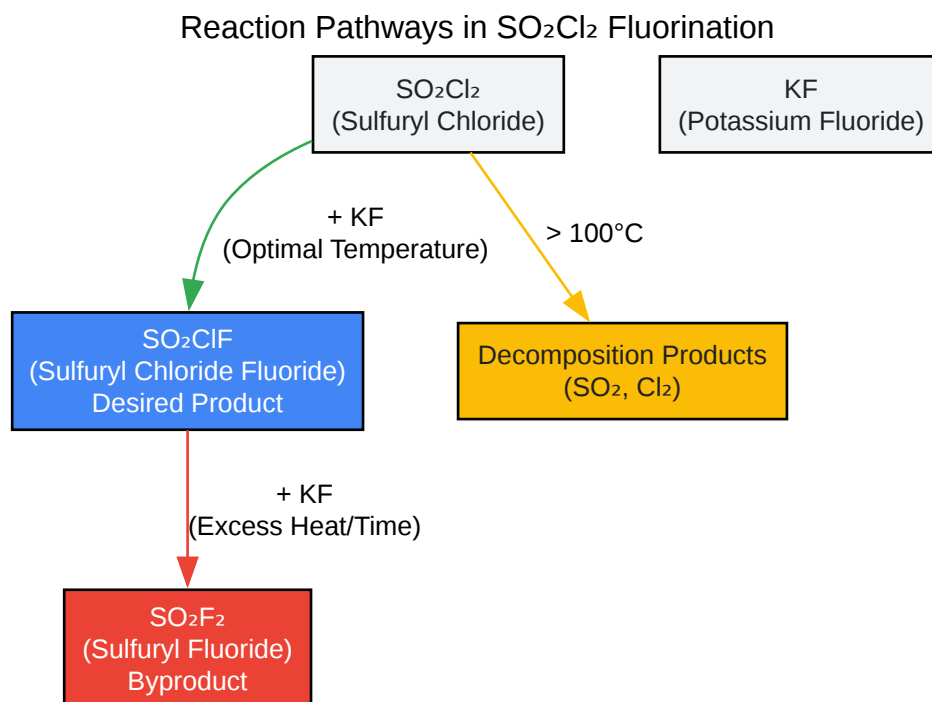 Reaction Pathways in SO₂Cl₂ Fluorination
SO₂Cl₂
(Sulfuryl Chloride)
KF
(Potassium Fluoride)
+ KF
(Optimal Temperature)
> 100°C
SO₂ClF
(Sulfuryl Chloride Fluoride)
Desired Product
Decomposition Products
(SO₂, Cl₂)
+ KF
(Excess Heat/Time)
SO₂F₂
(Sulfuryl Fluoride)
Byproduct